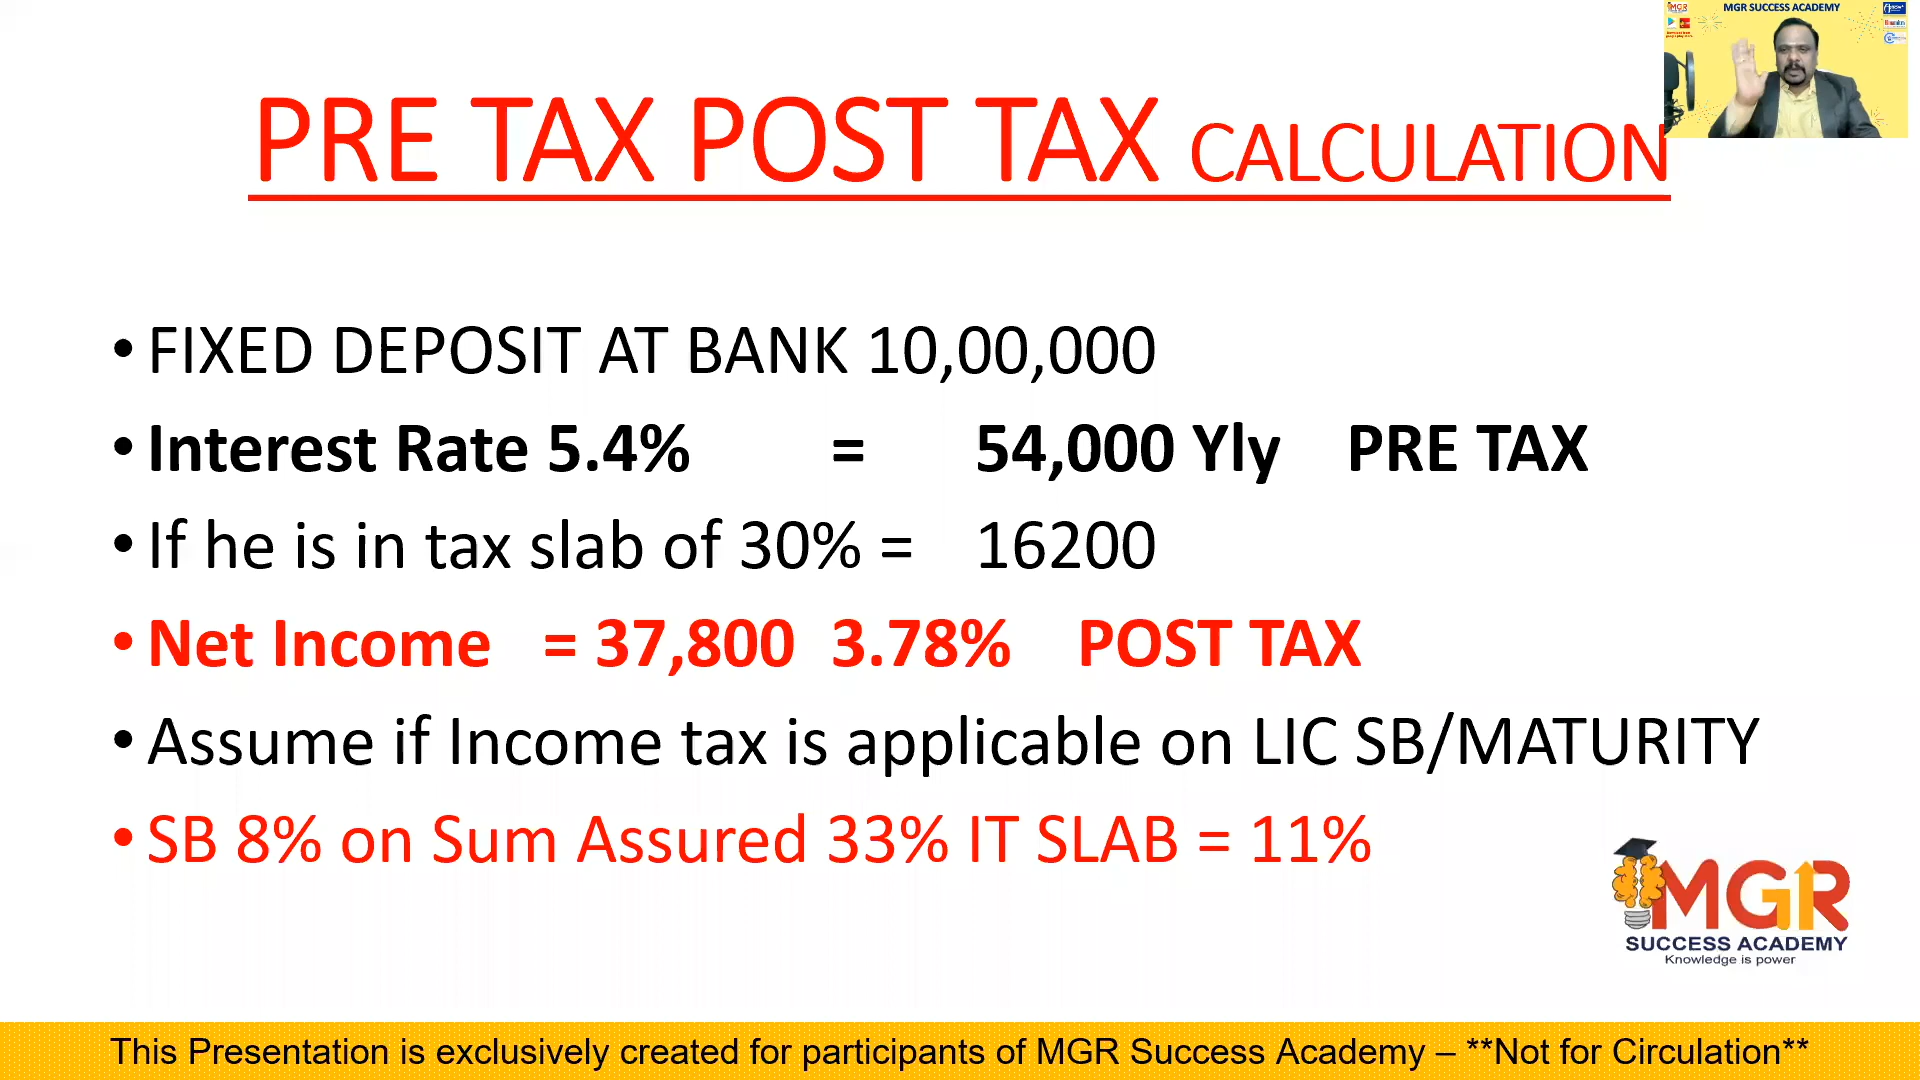 MGR SUCCESS ACADEMY
PRE TAX POST TAX CALCULATION
• FIXED DEPOSIT AT BANK 10,00,000
• Interest Rate 5.4% = 54,000 Yly PRE TAX
• If he is in tax slab of 30% = 16200
• Net Income = 37,800 3.78% POST TAX
• Assume if Income tax is applicable on LIC SB/MATURITY
• SB 8% on Sum Assured 33% IT SLAB = 11%
MGR
SUCCESS ACADEMY
Knowledge is power
This Presentation is exclusively created for participants of MGR Success Academy – **Not for Circulation**